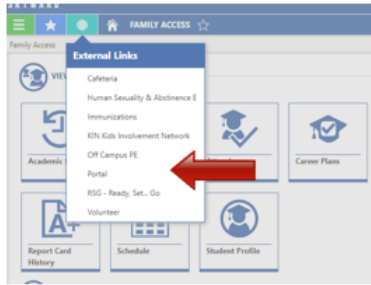 FAMILY ACCESS
Family Access
External Links
VIE
Cafeteria
Human Sexuality & Abstinence E
Immunizations
KIN Kids Involvement Network
Off Campus PE
Portal
RSG - Ready, Set... Go
Volunteer
Academic
Career Plans
A+
Report Card
History
Schedule
Student Profile